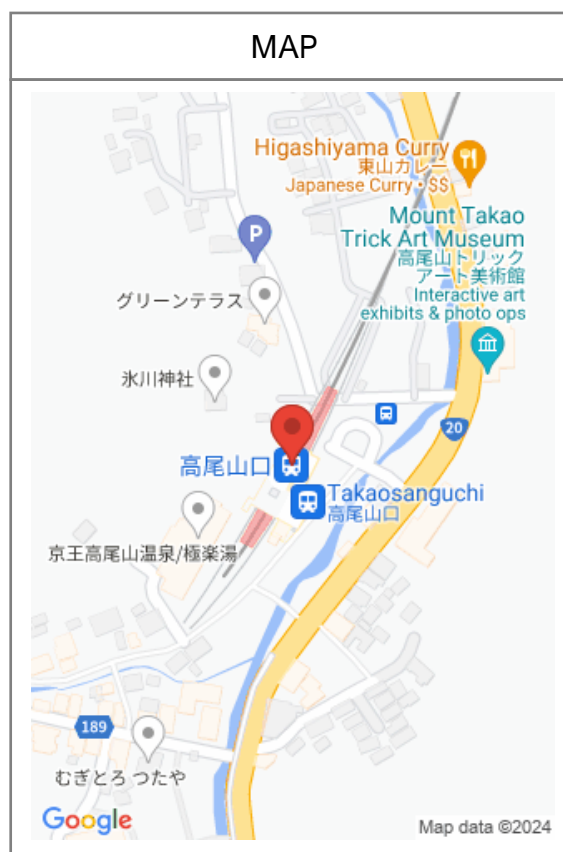 MAP
Higashiyama Curry
東山カレー
Japanese Curry・$$
Mount Takao
Trick Art Museum
高尾山トリック
アート美術館
Interactive art
exhibits & photo ops
P
グリーンテラス
氷川神社
20
高尾山口
Takaosanguchi
高尾山口
京王高尾山温泉/極楽湯
189
むぎとろ つたや
Google
Map data ©2024